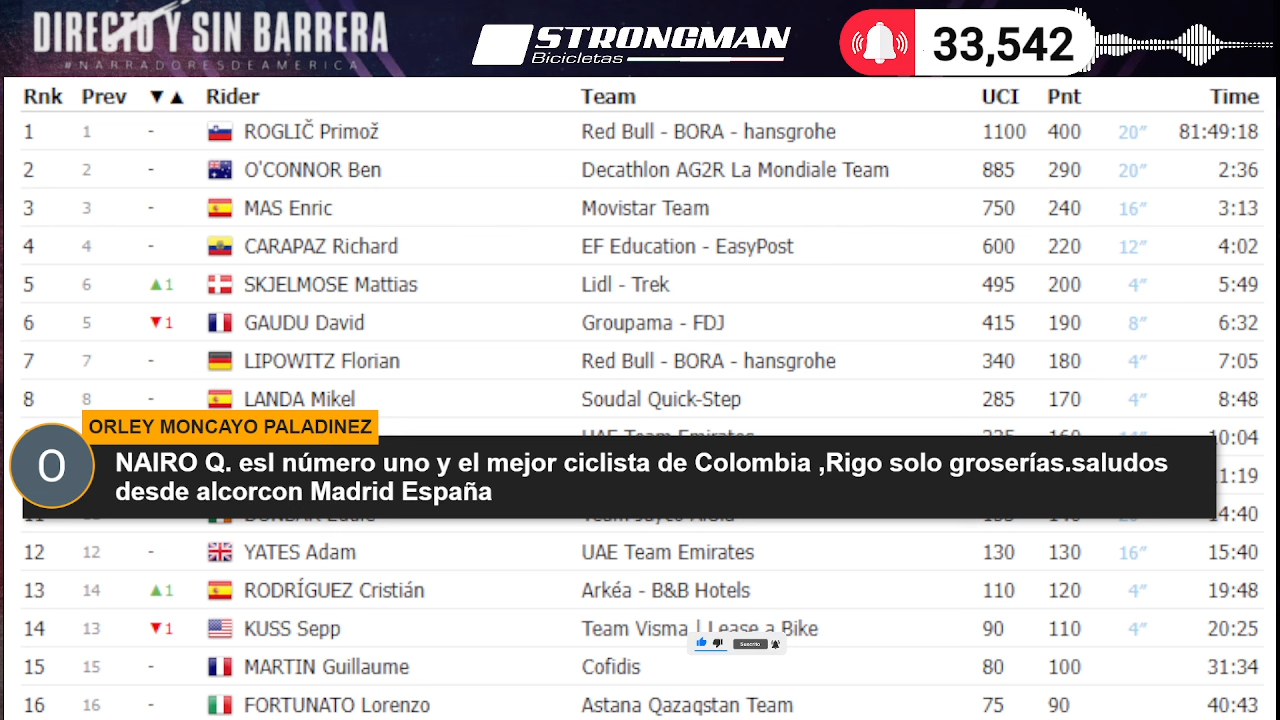 DIRECTO Y SIN BARRERA
#NARRADORESDEAMERICA
STRONGMAN
Bicicletas
33,542
Rnk Prev ▼▲ Rider Team UCI Pnt Time
1 1 - ROGLIČ Primož Red Bull - BORA - hansgrohe 1100 400 20″ 81:49:18
2 2 - O'CONNOR Ben Decathlon AG2R La Mondiale Team 885 290 20″ 2:36
3 3 - MAS Enric Movistar Team 750 240 16″ 3:13
4 4 - CARAPAZ Richard EF Education - EasyPost 600 220 12″ 4:02
5 6 ▲1 SKJELMOSE Mattias Lidl - Trek 495 200 4″ 5:49
6 5 ▼1 GAUDU David Groupama - FDJ 415 190 8″ 6:32
7 7 - LIPOWITZ Florian Red Bull - BORA - hansgrohe 340 180 4″ 7:05
8 8 - LANDA Mikel Soudal Quick-Step 285 170 4″ 8:48
UAE Team Emirates 10:04
ORLEY MONCAYO PALADINEZ
O
NAIRO Q. esl número uno y el mejor ciclista de Colombia ,Rigo solo groserías.saludos
desde alcorcon Madrid España
12 12 - YATES Adam UAE Team Emirates 130 130 16″ 15:40
13 14 ▲1 RODRÍGUEZ Cristián Arkéa - B&B Hotels 110 120 4″ 19:48
14 13 ▼1 KUSS Sepp Team Visma | Lease a Bike 90 110 4″ 20:25
Suscrito
15 15 - MARTIN Guillaume Cofidis 80 100 31:34
16 16 - FORTUNATO Lorenzo Astana Qazaqstan Team 75 90 40:43